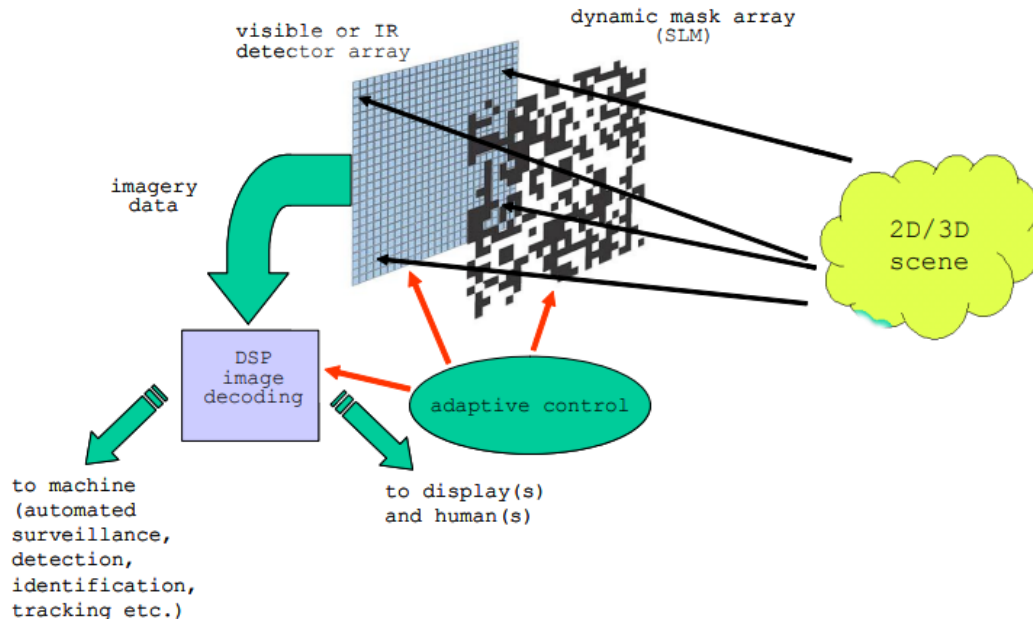 dynamic mask array
(SLM)
visible or IR
detector array
imagery
data
2D/3D
scene
DSP
image
decoding
adaptive control
to machine
(automated
surveillance,
detection,
identification,
tracking etc.)
to display(s)
and human(s)